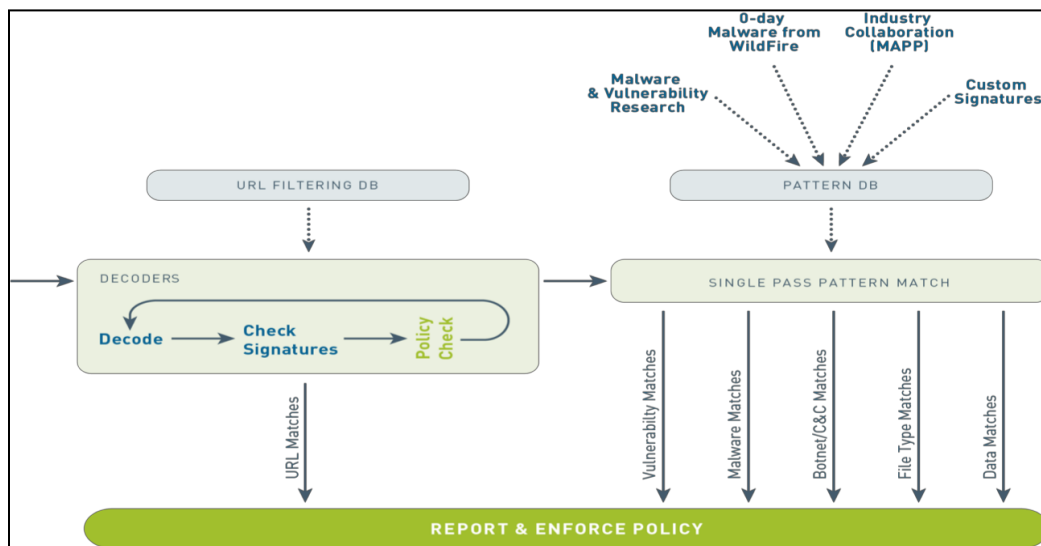 0-day
Malware from
WildFire
Industry
Collaboration
(MAPP)
Malware
& Vulnerability
Research
Custom
Signatures
URL FILTERING DB
PATTERN DB
DECODERS
Decode
Check
Signatures
Policy
Check
SINGLE PASS PATTERN MATCH
URL Matches
Vulnerabilty Matches
Malware Matches
Botnet/C&C Matches
File Type Matches
Data Matches
REPORT & ENFORCE POLICY